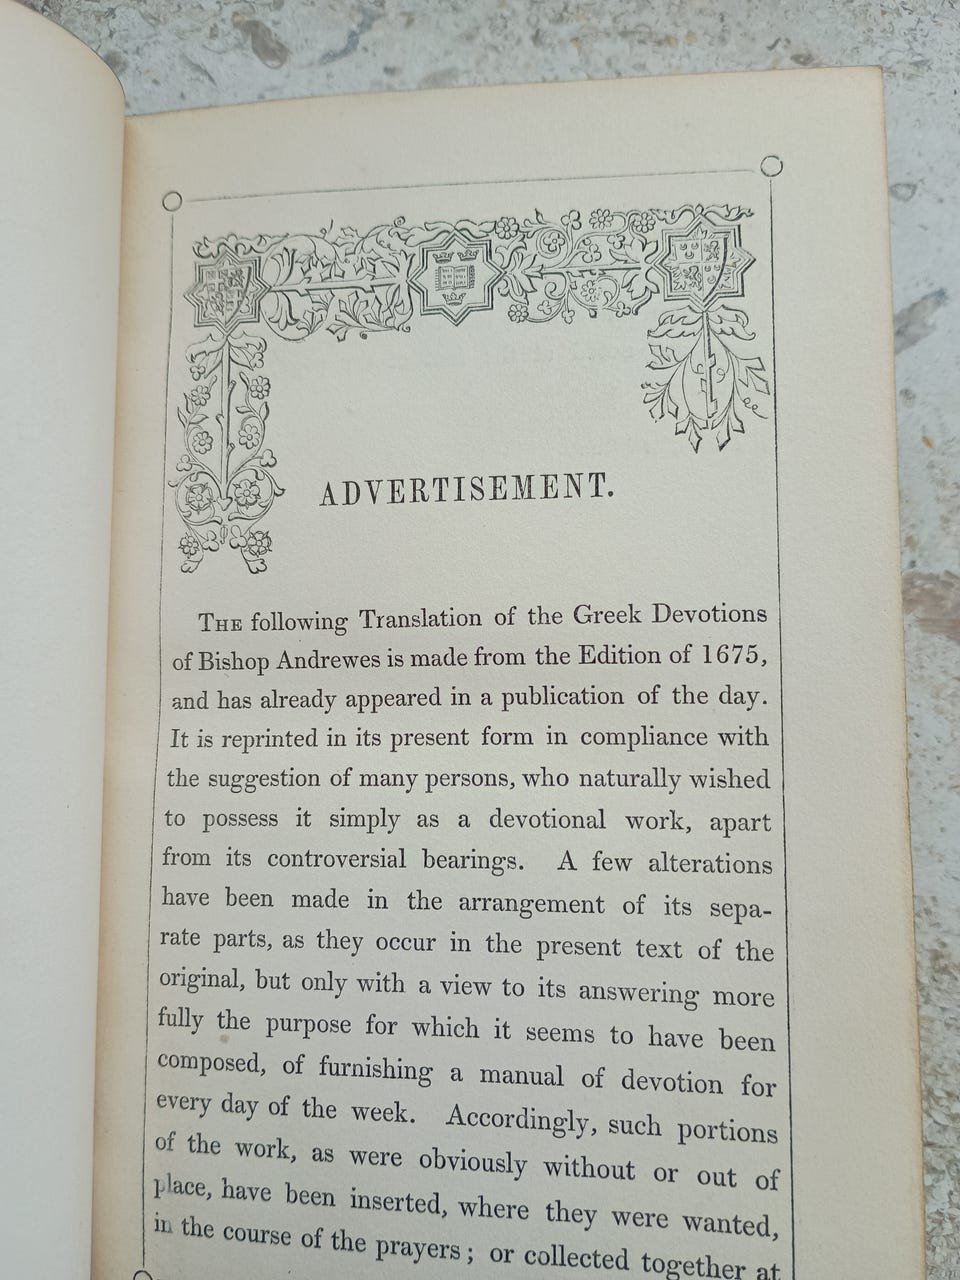 ADVERTISEMENT.
THE following Translation of the Greek Devotions
of Bishop Andrewes is made from the Edition of 1675,
and has already appeared in a publication of the day.
It is reprinted in its present form in compliance with
the suggestion of many persons, who naturally wished
to possess it simply as a devotional work, apart
from its controversial bearings. A few alterations
have been made in the arrangement of its sepa-
rate parts, as they occur in the present text of the
original, but only with a view to its answering more
fully the purpose for which it seems to have been
composed, of furnishing a manual of devotion for
every day of the week. Accordingly, such portions
of the work, as were obviously without or out of
place, have been inserted, where they were wanted,
in the course of the prayers; or collected together at